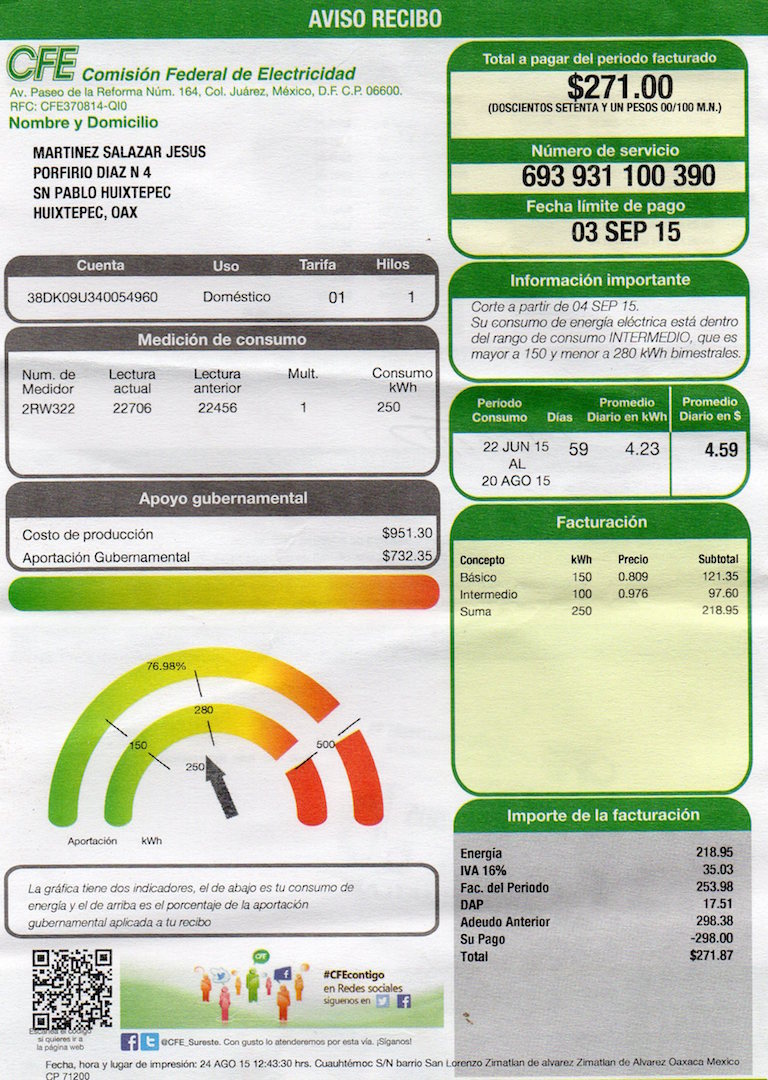 AVISO RECIBO
CFE Comisión Federal de Electricidad
Av. Paseo de la Reforma Núm. 164, Col. Juárez, México, D.F. C.P. 06600.
RFC: CFE370814-QI0
Nombre y Domicilio
MARTINEZ SALAZAR JESUS
PORFIRIO DIAZ N 4
SN PABLO HUIXTEPEC
HUIXTEPEC, OAX
Total a pagar del periodo facturado
$271.00
(DOSCIENTOS SETENTA Y UN PESOS 00/100 M.N.)
Número de servicio
693 931 100 390
Fecha límite de pago
03 SEP 15
Cuenta Uso Tarifa Hilos
38DK09U340054960 Doméstico 01 1
Medición de consumo
Num. de Medidor Lectura actual Lectura anterior Mult. Consumo kWh
2RW322 22706 22456 1 250
Apoyo gubernamental
Costo de producción $951.30
Aportación Gubernamental $732.35
Información importante
Corte a partir de 04 SEP 15.
Su consumo de energía eléctrica está dentro
del rango de consumo INTERMEDIO, que es
mayor a 150 y menor a 280 kWh bimestrales.
Período Consumo Días Promedio Diario en kWh Promedio Diario en $
22 JUN 15 59 4.23 4.59
AL
20 AGO 15
Facturación
Concepto kWh Precio Subtotal
Básico 150 0.809 121.35
Intermedio 100 0.976 97.60
Suma 250 218.95
76.98%
280
150
500
250
Aportación kWh
La gráfica tiene dos indicadores, el de abajo es tu consumo de
energía y el de arriba es el porcentaje de la aportación
gubernamental aplicada a tu recibo
Importe de la facturación
Energía 218.95
IVA 16% 35.03
Fac. del Periodo 253.98
DAP 17.51
Adeudo Anterior 298.38
Su Pago -298.00
Total $271.87
Escanea el código
si quieres ir a
la página web
CFE
#CFEcontigo
en Redes sociales
síguenos en
@CFE_Sureste. Con gusto lo atenderemos por esta vía. ¡Síganos!
Fecha, hora y lugar de impresión: 24 AGO 15 12:43:30 hrs. Cuauhtémoc S/N barrio San Lorenzo Zimatlan de alvarez Zimatlan de Alvarez Oaxaca Mexico
CP 71200